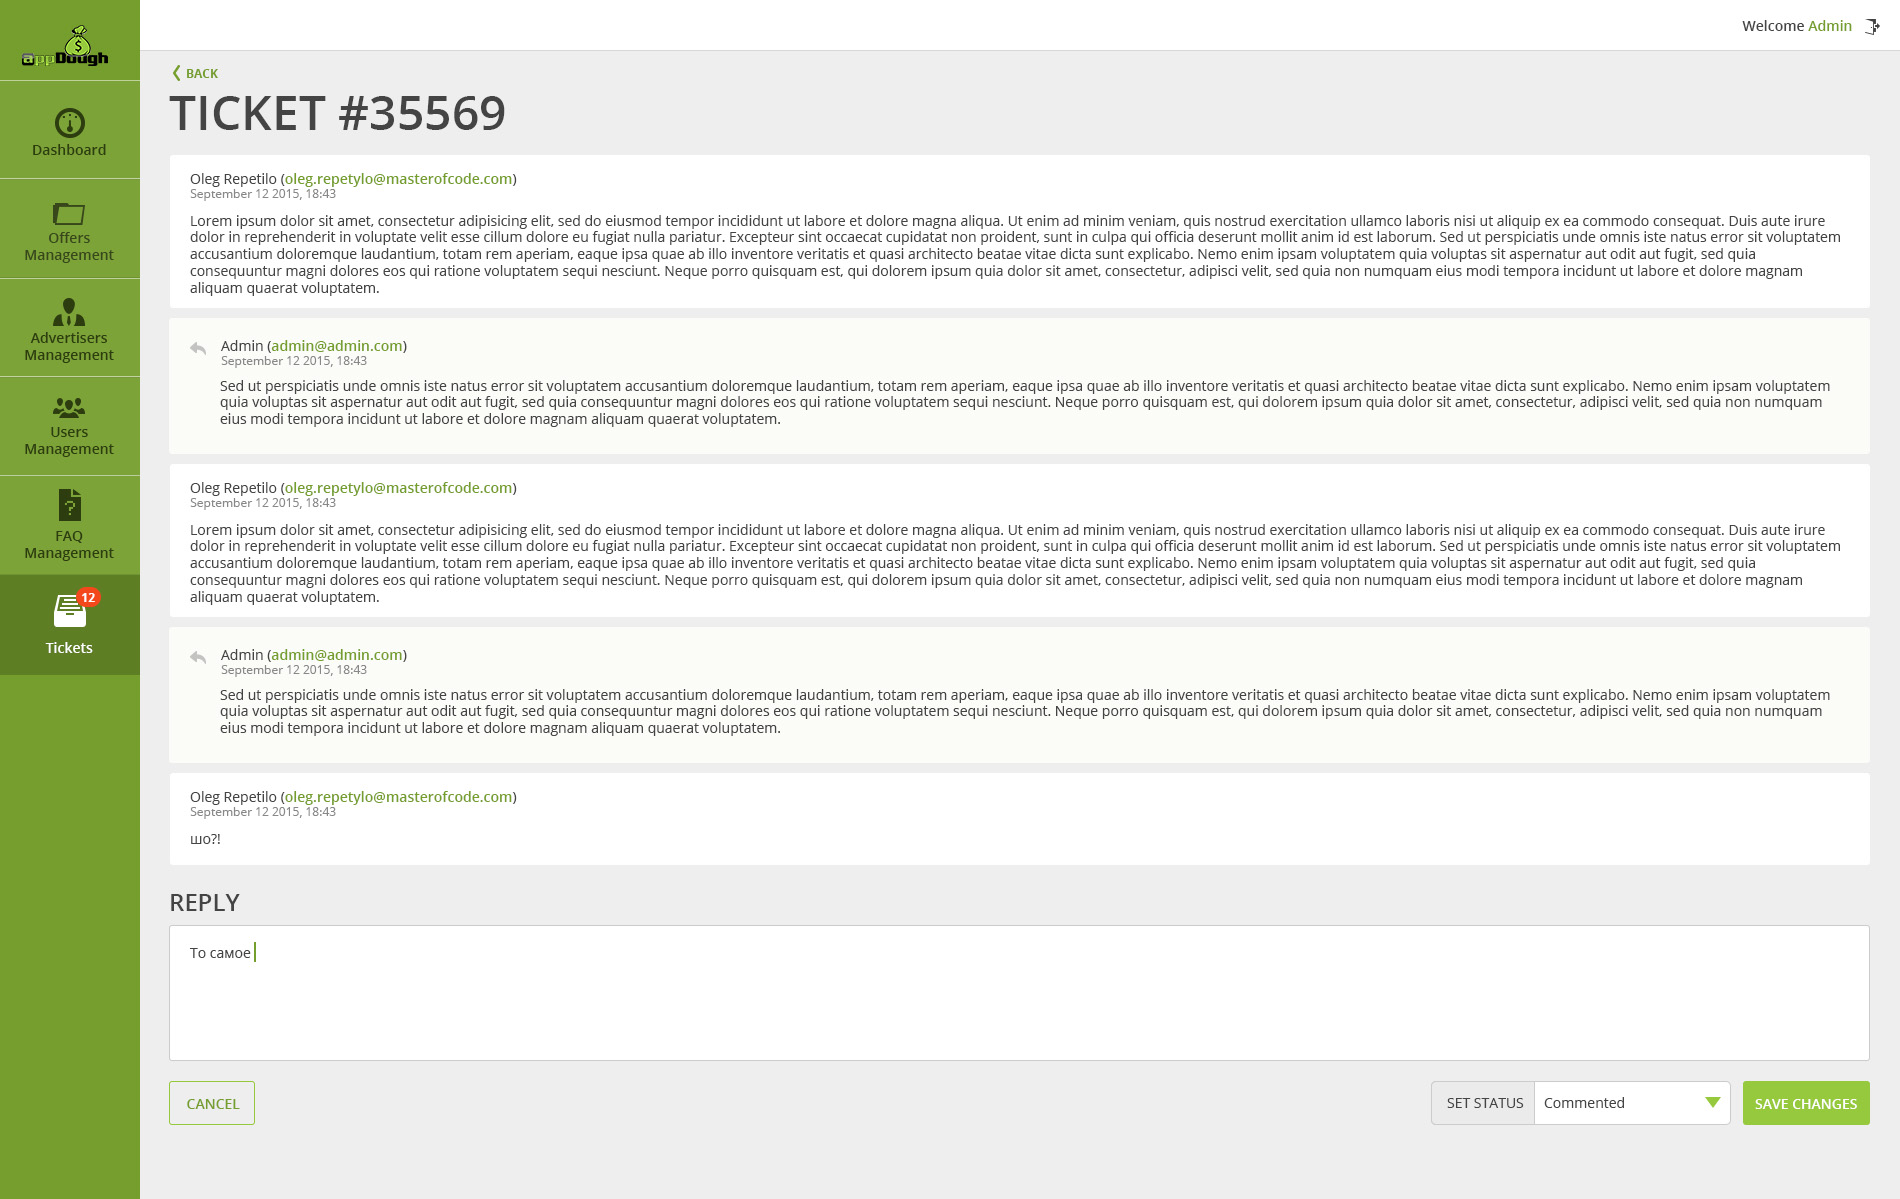 appDough
Welcome Admin
Dashboard
Offers
Management
Advertisers
Management
Users
Management
FAQ
Management
12
Tickets
BACK
TICKET #35569
Oleg Repetilo (oleg.repetylo@masterofcode.com)
September 12 2015, 18:43
Lorem ipsum dolor sit amet, consectetur adipisicing elit, sed do eiusmod tempor incididunt ut labore et dolore magna aliqua. Ut enim ad minim veniam, quis nostrud exercitation ullamco laboris nisi ut aliquip ex ea commodo consequat. Duis aute irure
dolor in reprehenderit in voluptate velit esse cillum dolore eu fugiat nulla pariatur. Excepteur sint occaecat cupidatat non proident, sunt in culpa qui officia deserunt mollit anim id est laborum. Sed ut perspiciatis unde omnis iste natus error sit voluptatem
accusantium doloremque laudantium, totam rem aperiam, eaque ipsa quae ab illo inventore veritatis et quasi architecto beatae vitae dicta sunt explicabo. Nemo enim ipsam voluptatem quia voluptas sit aspernatur aut odit aut fugit, sed quia
consequuntur magni dolores eos qui ratione voluptatem sequi nesciunt. Neque porro quisquam est, qui dolorem ipsum quia dolor sit amet, consectetur, adipisci velit, sed quia non numquam eius modi tempora incidunt ut labore et dolore magnam
aliquam quaerat voluptatem.
Admin (admin@admin.com)
September 12 2015, 18:43
Sed ut perspiciatis unde omnis iste natus error sit voluptatem accusantium doloremque laudantium, totam rem aperiam, eaque ipsa quae ab illo inventore veritatis et quasi architecto beatae vitae dicta sunt explicabo. Nemo enim ipsam voluptatem
quia voluptas sit aspernatur aut odit aut fugit, sed quia consequuntur magni dolores eos qui ratione voluptatem sequi nesciunt. Neque porro quisquam est, qui dolorem ipsum quia dolor sit amet, consectetur, adipisci velit, sed quia non numquam
eius modi tempora incidunt ut labore et dolore magnam aliquam quaerat voluptatem.
Oleg Repetilo (oleg.repetylo@masterofcode.com)
September 12 2015, 18:43
Lorem ipsum dolor sit amet, consectetur adipisicing elit, sed do eiusmod tempor incididunt ut labore et dolore magna aliqua. Ut enim ad minim veniam, quis nostrud exercitation ullamco laboris nisi ut aliquip ex ea commodo consequat. Duis aute irure
dolor in reprehenderit in voluptate velit esse cillum dolore eu fugiat nulla pariatur. Excepteur sint occaecat cupidatat non proident, sunt in culpa qui officia deserunt mollit anim id est laborum. Sed ut perspiciatis unde omnis iste natus error sit voluptatem
accusantium doloremque laudantium, totam rem aperiam, eaque ipsa quae ab illo inventore veritatis et quasi architecto beatae vitae dicta sunt explicabo. Nemo enim ipsam voluptatem quia voluptas sit aspernatur aut odit aut fugit, sed quia
consequuntur magni dolores eos qui ratione voluptatem sequi nesciunt. Neque porro quisquam est, qui dolorem ipsum quia dolor sit amet, consectetur, adipisci velit, sed quia non numquam eius modi tempora incidunt ut labore et dolore magnam
aliquam quaerat voluptatem.
Admin (admin@admin.com)
September 12 2015, 18:43
Sed ut perspiciatis unde omnis iste natus error sit voluptatem accusantium doloremque laudantium, totam rem aperiam, eaque ipsa quae ab illo inventore veritatis et quasi architecto beatae vitae dicta sunt explicabo. Nemo enim ipsam voluptatem
quia voluptas sit aspernatur aut odit aut fugit, sed quia consequuntur magni dolores eos qui ratione voluptatem sequi nesciunt. Neque porro quisquam est, qui dolorem ipsum quia dolor sit amet, consectetur, adipisci velit, sed quia non numquam
eius modi tempora incidunt ut labore et dolore magnam aliquam quaerat voluptatem.
Oleg Repetilo (oleg.repetylo@masterofcode.com)
September 12 2015, 18:43
шо?!
REPLY
То самое
CANCEL
SET STATUS
Commented
SAVE CHANGES